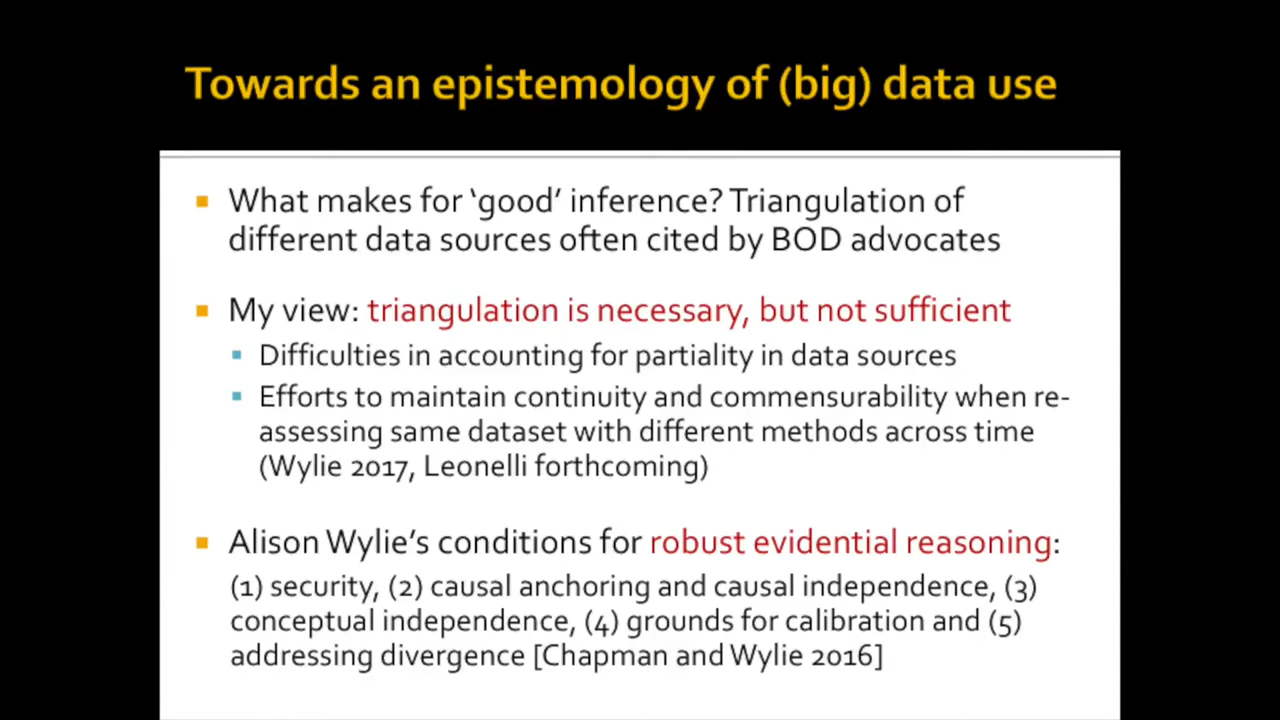 Towards an epistemology of (big) data use
What makes for ‘good’ inference? Triangulation of
different data sources often cited by BOD advocates
My view: triangulation is necessary, but not sufficient
Difficulties in accounting for partiality in data sources
Efforts to maintain continuity and commensurability when re-
assessing same dataset with different methods across time
(Wylie 2017, Leonelli forthcoming)
Alison Wylie’s conditions for robust evidential reasoning:
(1) security, (2) causal anchoring and causal independence, (3)
conceptual independence, (4) grounds for calibration and (5)
addressing divergence [Chapman and Wylie 2016]